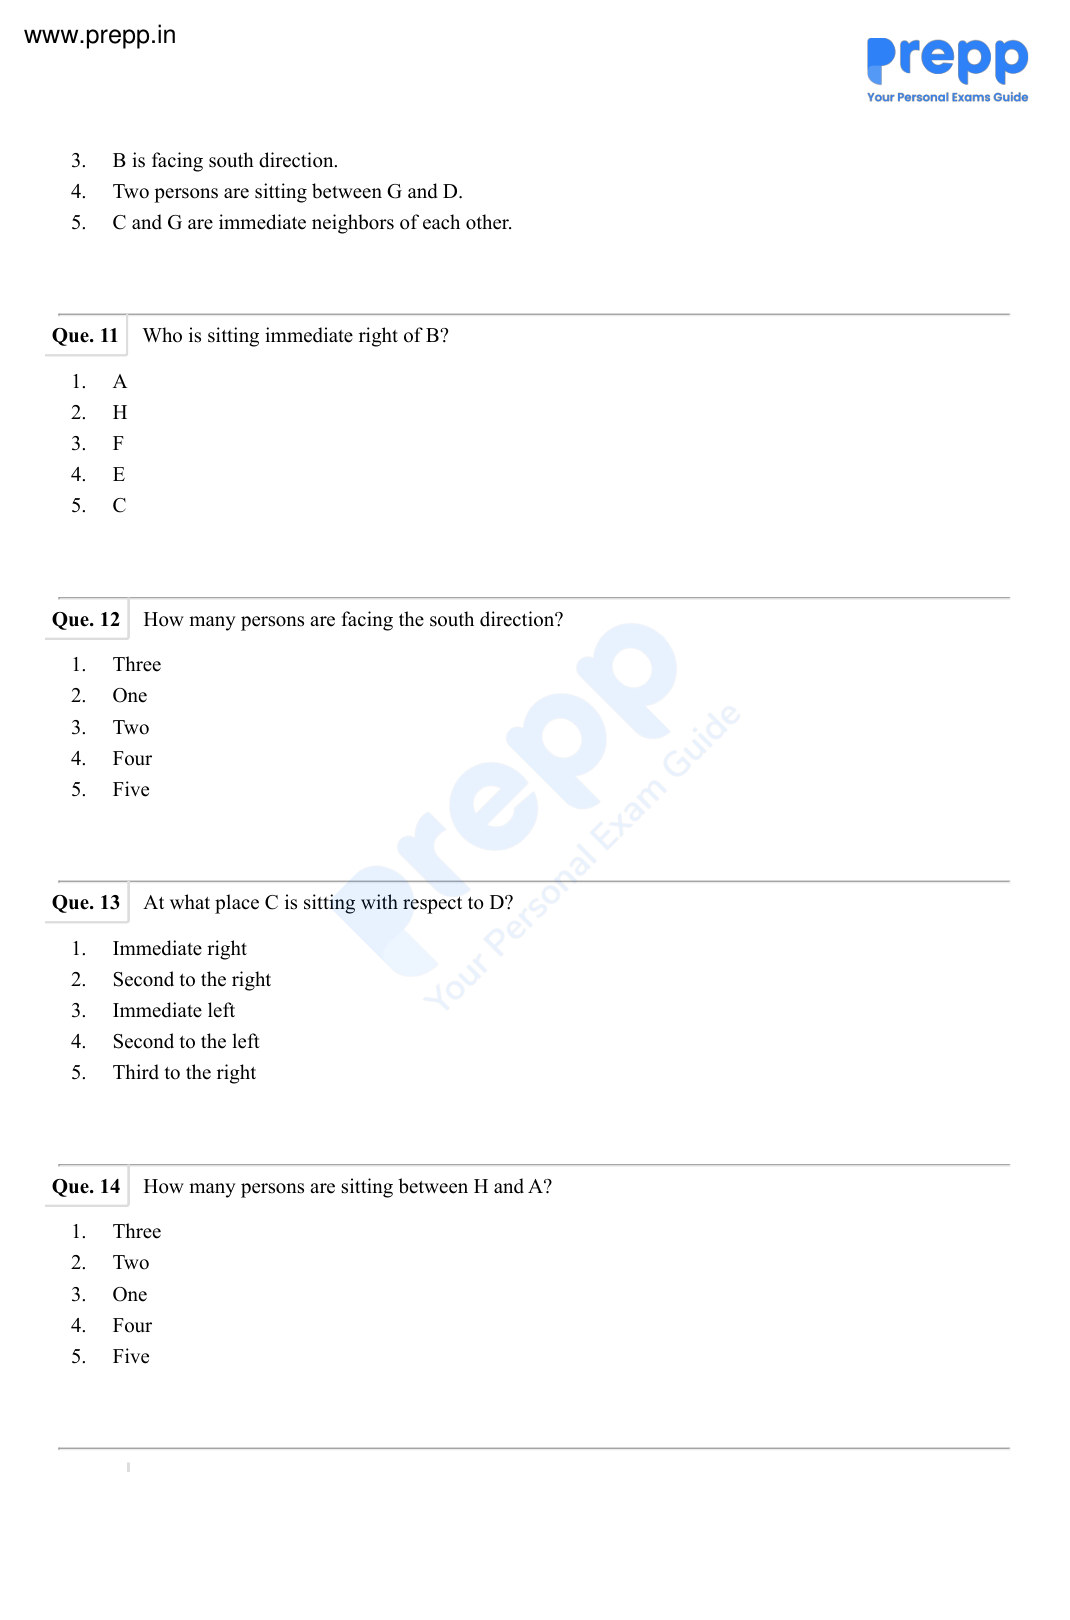 www.prepp.in
prepp
Your Personal Exams Guide
3. B is facing south direction.
4. Two persons are sitting between G and D.
5. C and G are immediate neighbors of each other.
Que. 11 Who is sitting immediate right of B?
1. A
2. H
3. F
4. E
5. C
Que. 12 How many persons are facing the south direction?
1. Three
2. One
3. Two
4. Four
5. Five
prepp
Your Personal Exam Guide
Que. 13 At what place C is sitting with respect to D?
1. Immediate right
2. Second to the right
3. Immediate left
4. Second to the left
5. Third to the right
Que. 14 How many persons are sitting between H and A?
1. Three
2. Two
3. One
4. Four
5. Five